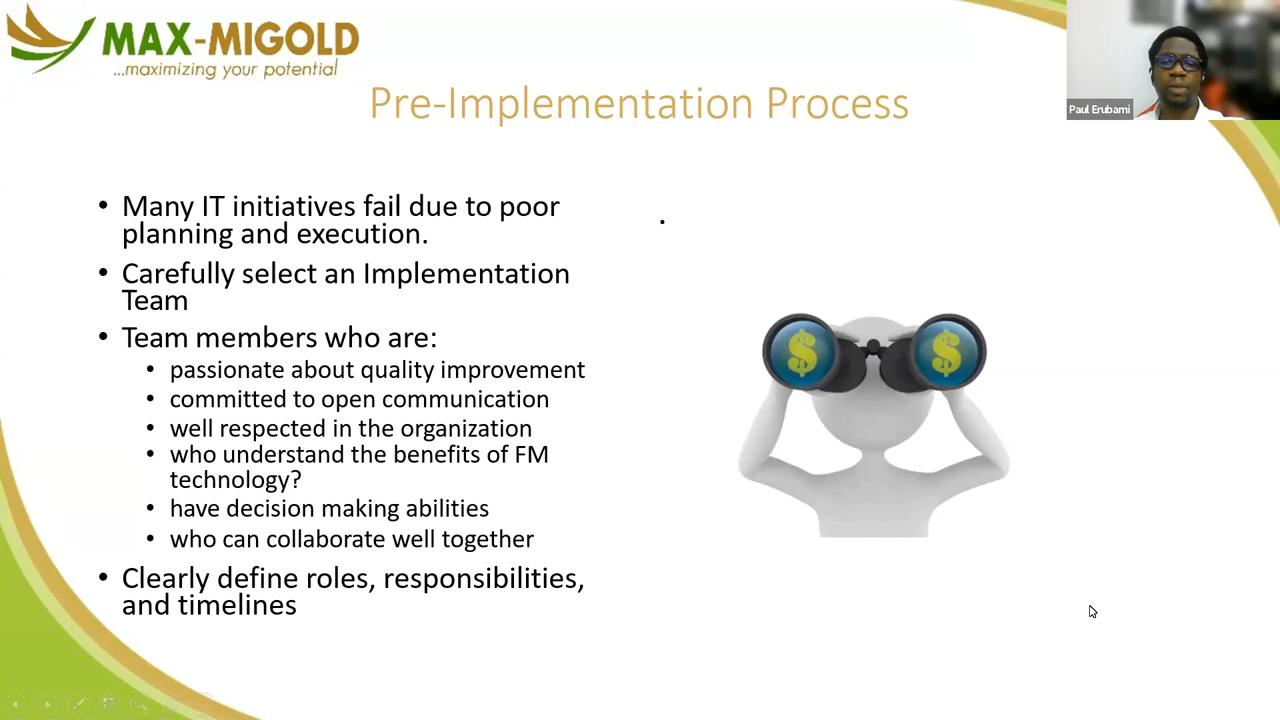 MAX-MIGOLD
...maximizing your potential
Pre-Implementation Process
Paul Erubami
• Many IT initiatives fail due to poor
planning and execution.
• Carefully select an Implementation
Team
• Team members who are:
• passionate about quality improvement
• committed to open communication
• well respected in the organization
• who understand the benefits of FM
technology?
• have decision making abilities
• who can collaborate well together
• Clearly define roles, responsibilities,
and timelines
.
$ $